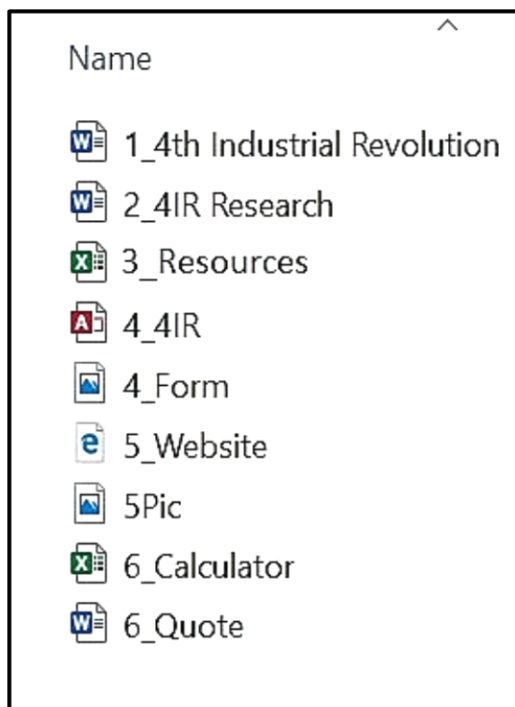 Name
1_4th Industrial Revolution
2_4IR Research
3_Resources
4_4IR
4_Form
5_Website
5Pic
6_Calculator
6_Quote